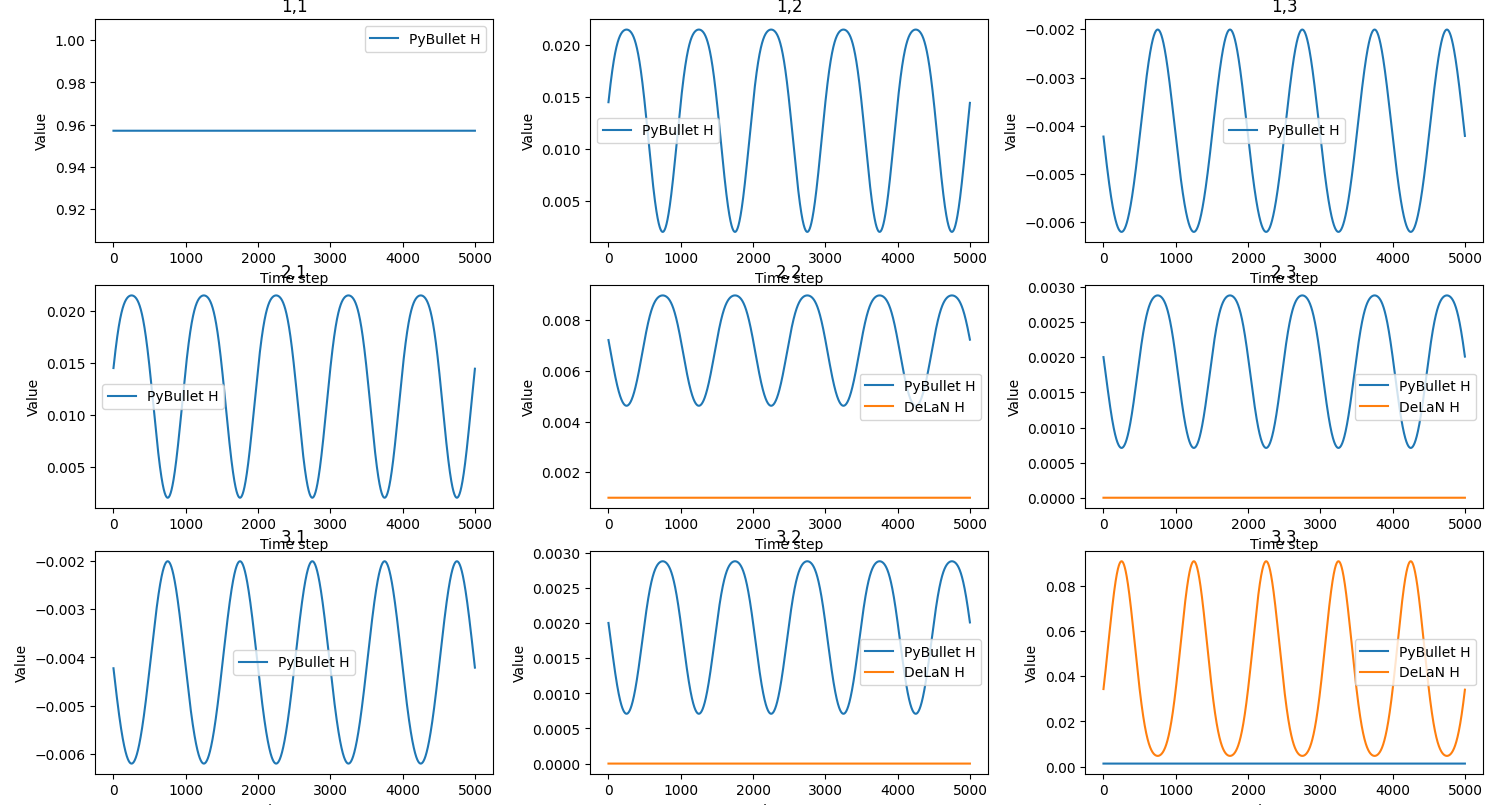 1,1
1,2
1,3
Value
1.00
0.98
0.96
0.94
0.92
PyBullet H
0 1000 2000 3000 4000 5000
Time step
Value
0.020
0.015
0.010
0.005
PyBullet H
0 1000 2000 3000 4000 5000
Time step
Value
−0.002
−0.003
−0.004
−0.005
−0.006
PyBullet H
0 1000 2000 3000 4000 5000
Time step
2,1
2,2
2,3
Value
0.020
0.015
0.010
0.005
PyBullet H
0 1000 2000 3000 4000 5000
Time step
Value
0.008
0.006
0.004
0.002
PyBullet H
DeLaN H
0 1000 2000 3000 4000 5000
Time step
Value
0.0030
0.0025
0.0020
0.0015
0.0010
0.0005
0.0000
PyBullet H
DeLaN H
0 1000 2000 3000 4000 5000
Time step
3,1
3,2
3,3
Value
−0.002
−0.003
−0.004
−0.005
−0.006
PyBullet H
0 1000 2000 3000 4000 5000
Value
0.0030
0.0025
0.0020
0.0015
0.0010
0.0005
0.0000
PyBullet H
DeLaN H
0 1000 2000 3000 4000 5000
Value
0.08
0.06
0.04
0.02
0.00
PyBullet H
DeLaN H
0 1000 2000 3000 4000 5000